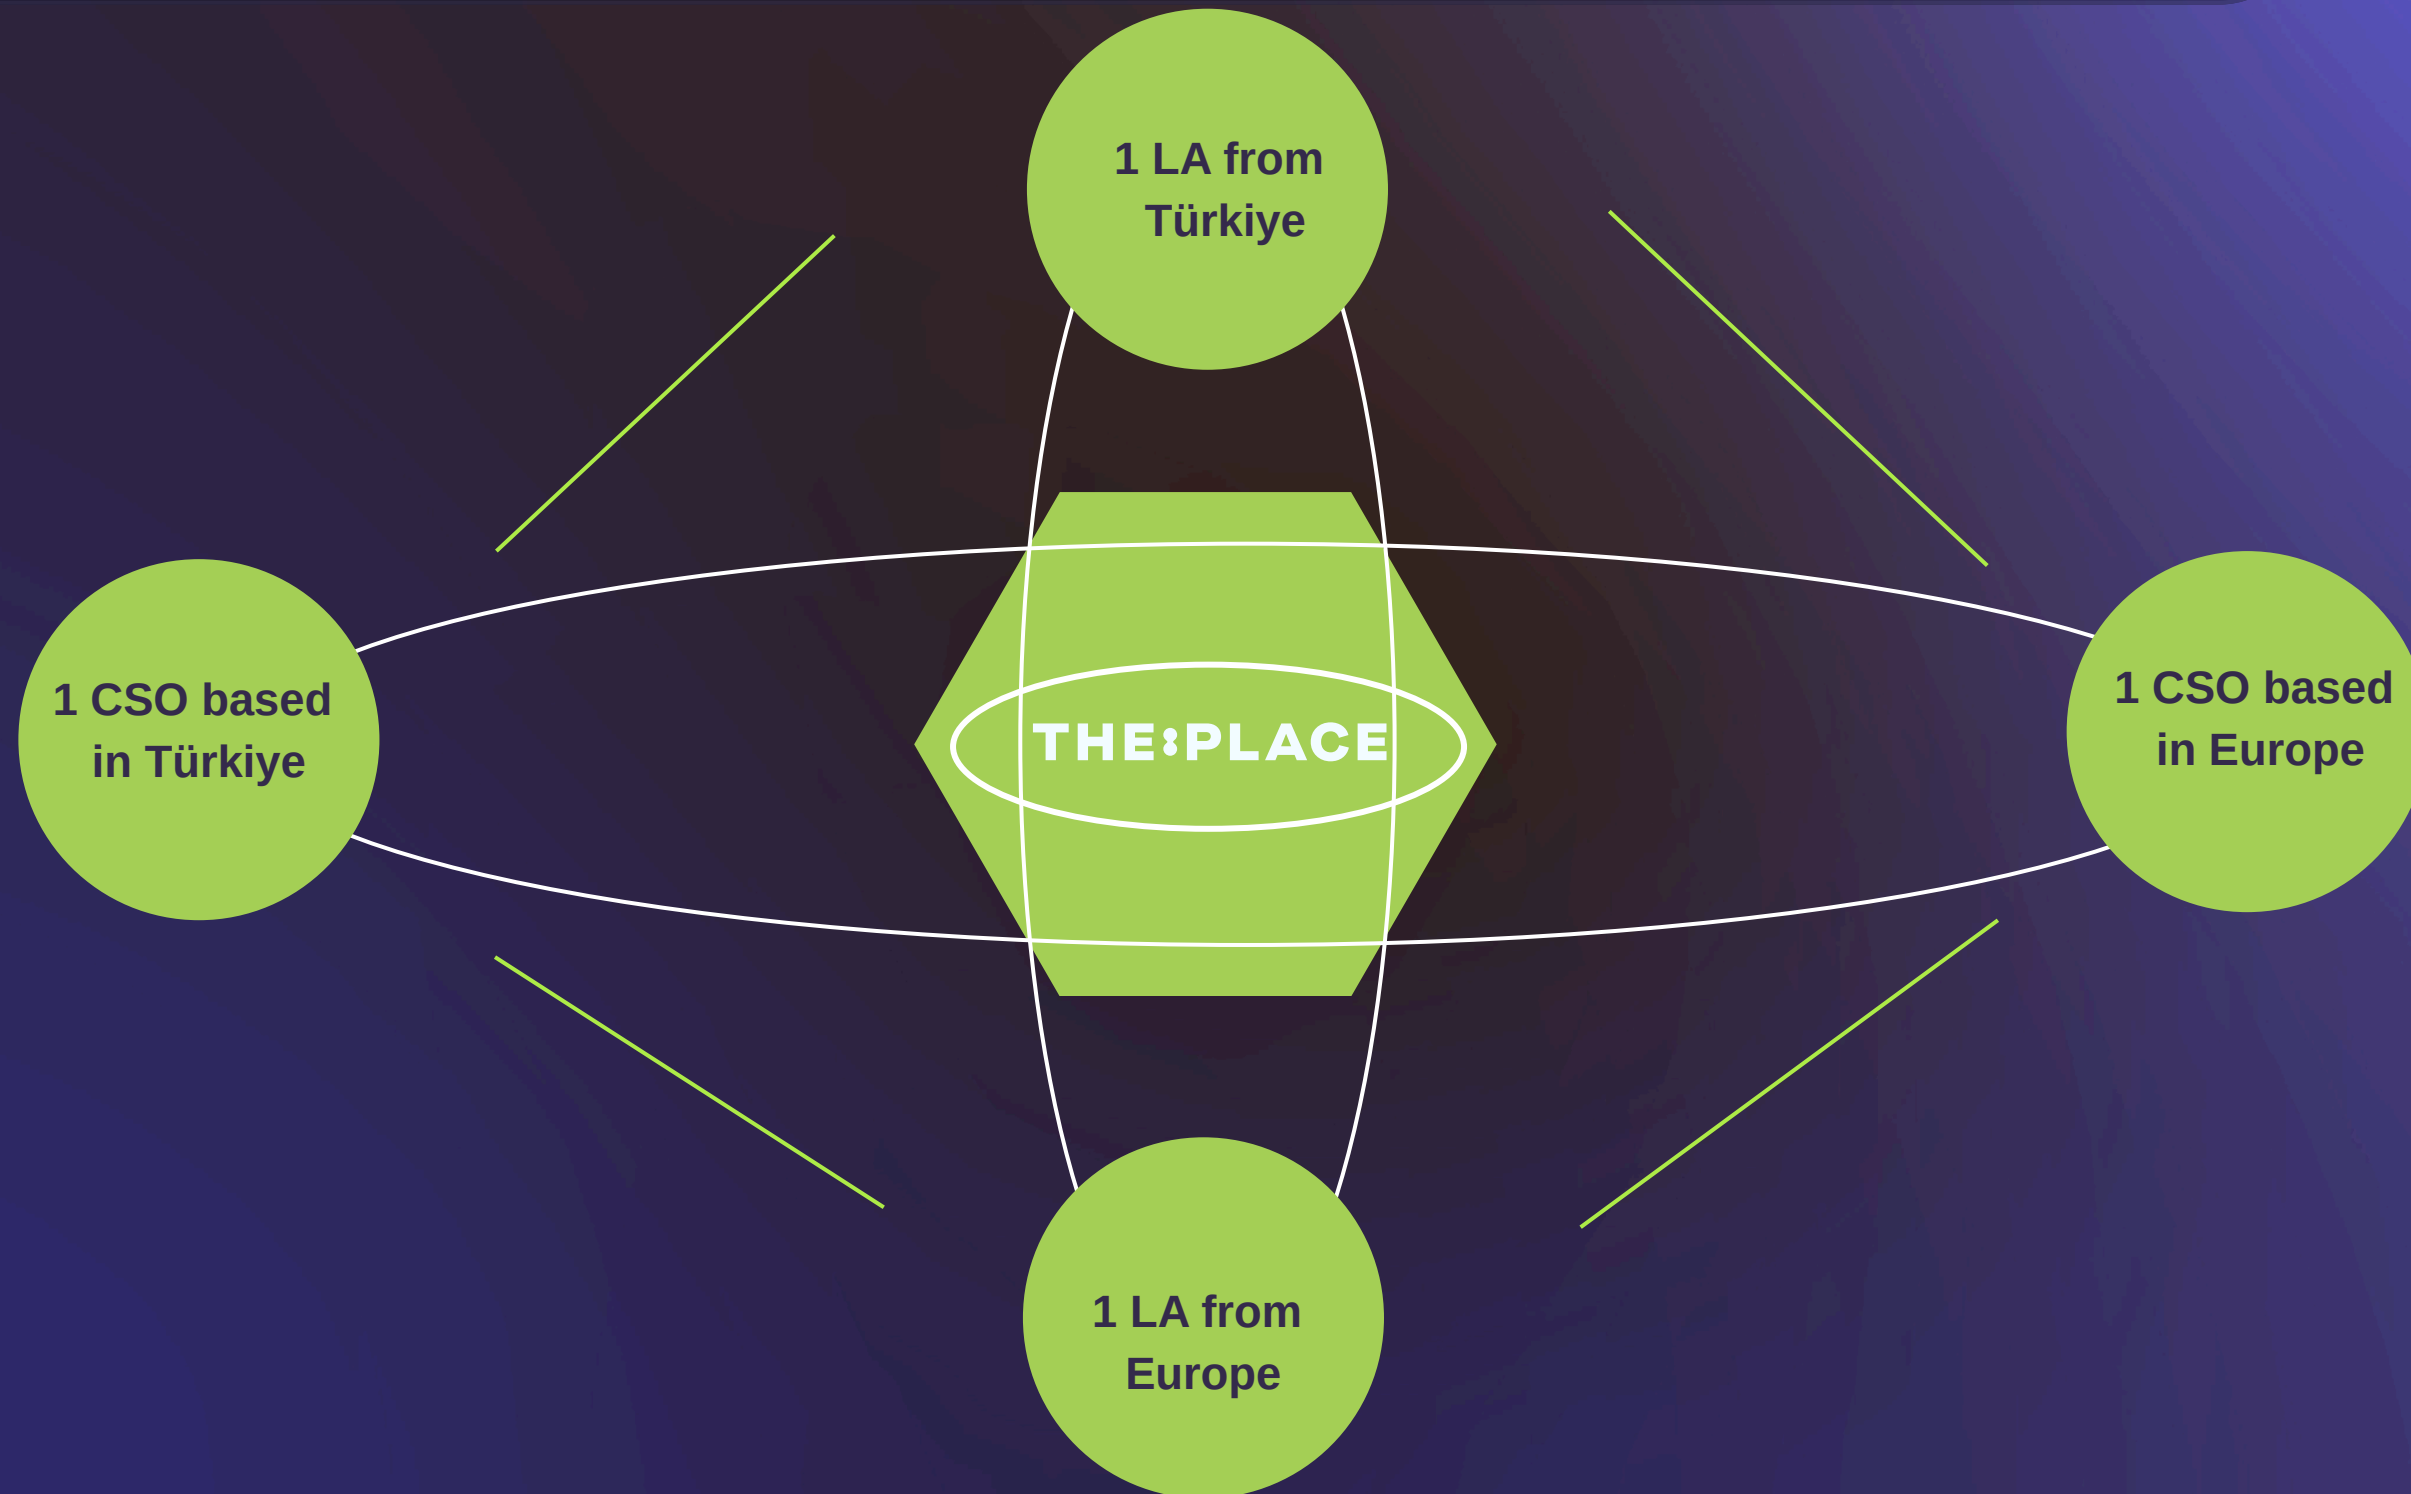 1 LA from
Türkiye
1 CSO based
in Türkiye
THE:PLACE
1 CSO based
in Europe
1 LA from
Europe